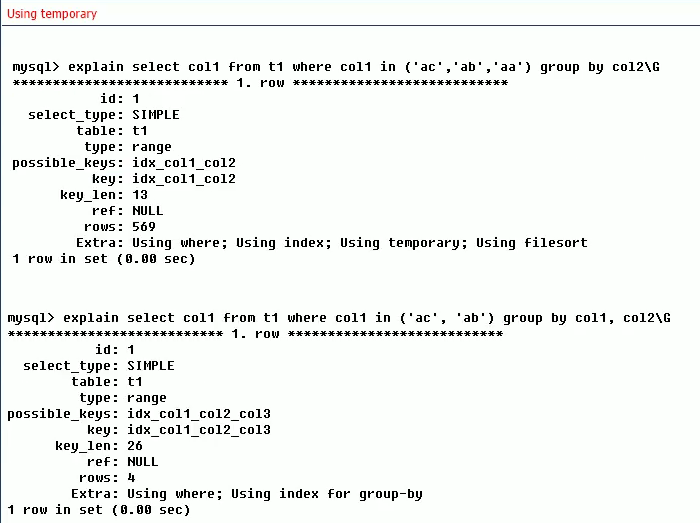 Using temporary
mysql> explain select col1 from t1 where col1 in ('ac','ab','aa') group by col2\G
*************************** 1. row ***************************
id: 1
select_type: SIMPLE
table: t1
type: range
possible_keys: idx_col1_col2
key: idx_col1_col2
key_len: 13
ref: NULL
rows: 569
Extra: Using where; Using index; Using temporary; Using filesort
1 row in set (0.00 sec)
mysql> explain select col1 from t1 where col1 in ('ac', 'ab') group by col1, col2\G
*************************** 1. row ***************************
id: 1
select_type: SIMPLE
table: t1
type: range
possible_keys: idx_col1_col2_col3
key: idx_col1_col2_col3
key_len: 26
ref: NULL
rows: 4
Extra: Using where; Using index for group-by
1 row in set (0.00 sec)